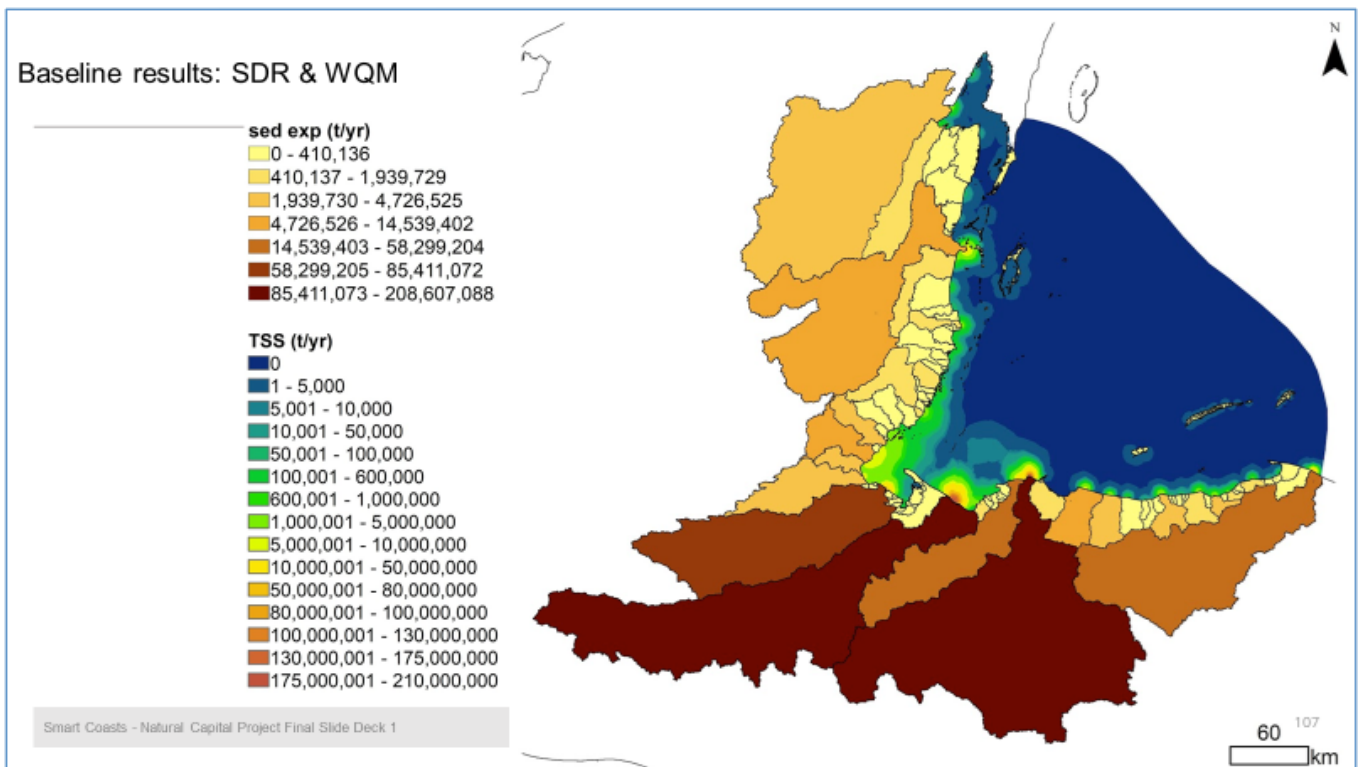 Baseline results: SDR & WQM
sed exp (t/yr)
0 - 410,136
410,137 - 1,939,729
1,939,730 - 4,726,525
4,726,526 - 14,539,402
14,539,403 - 58,299,204
58,299,205 - 85,411,072
85,411,073 - 208,607,088
TSS (t/yr)
0
1 - 5,000
5,001 - 10,000
10,001 - 50,000
50,001 - 100,000
100,001 - 600,000
600,001 - 1,000,000
1,000,001 - 5,000,000
5,000,001 - 10,000,000
10,000,001 - 50,000,000
50,000,001 - 80,000,000
80,000,001 - 100,000,000
100,000,001 - 130,000,000
130,000,001 - 175,000,000
175,000,001 - 210,000,000
Smart Coasts - Natural Capital Project Final Slide Deck 1
N
107
60
km